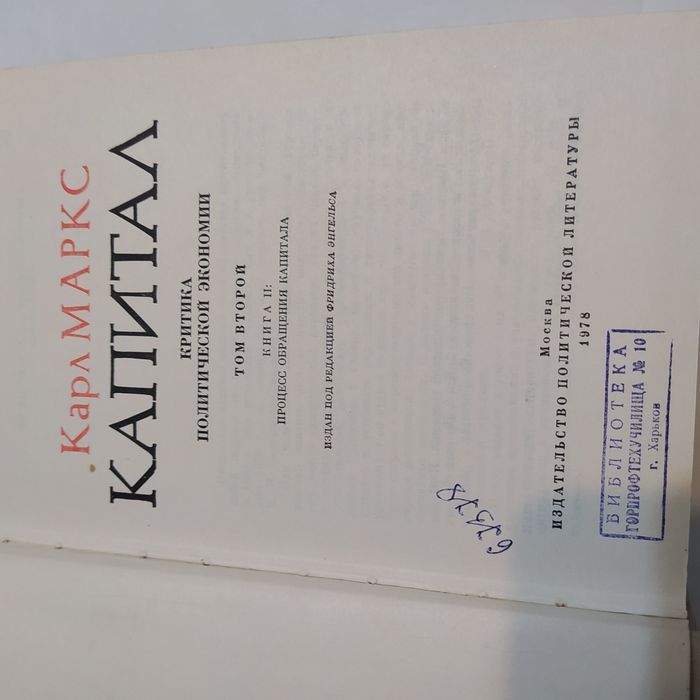 Карл МАРКС
КАПИТАЛ
КРИТИКА
ПОЛИТИЧЕСКОЙ ЭКОНОМИИ
ТОМ ВТОРОЙ
КНИГА II:
ПРОЦЕСС ОБРАЩЕНИЯ КАПИТАЛА
ИЗДАН ПОД РЕДАКЦИЕЙ ФРИДРИХА ЭНГЕЛЬСА
Москва
ИЗДАТЕЛЬСТВО ПОЛИТИЧЕСКОЙ ЛИТЕРАТУРЫ
1978
БИБЛИОТЕКА
ГОРПРОФТЕХУЧИЛИЩА № 10
г. Харьков